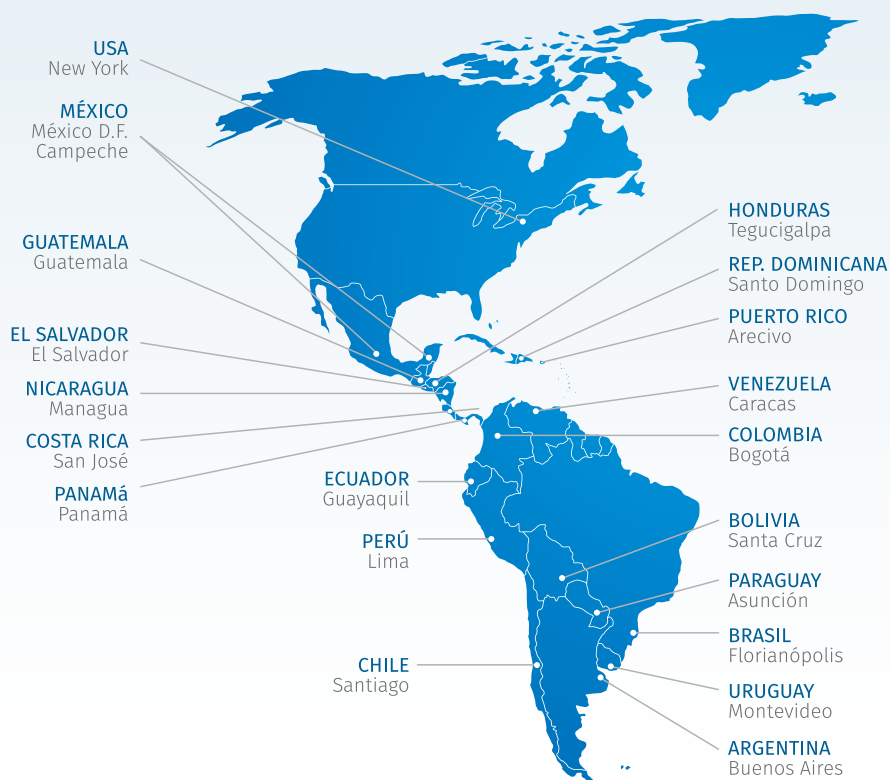 USA
New York
MÉXICO
México D.F.
Campeche
GUATEMALA
Guatemala
EL SALVADOR
El Salvador
NICARAGUA
Managua
COSTA RICA
San José
PANAMá
Panamá
ECUADOR
Guayaquil
PERÚ
Lima
CHILE
Santiago
HONDURAS
Tegucigalpa
REP. DOMINICANA
Santo Domingo
PUERTO RICO
Arecivo
VENEZUELA
Caracas
COLOMBIA
Bogotá
BOLIVIA
Santa Cruz
PARAGUAY
Asunción
BRASIL
Florianópolis
URUGUAY
Montevideo
ARGENTINA
Buenos Aires